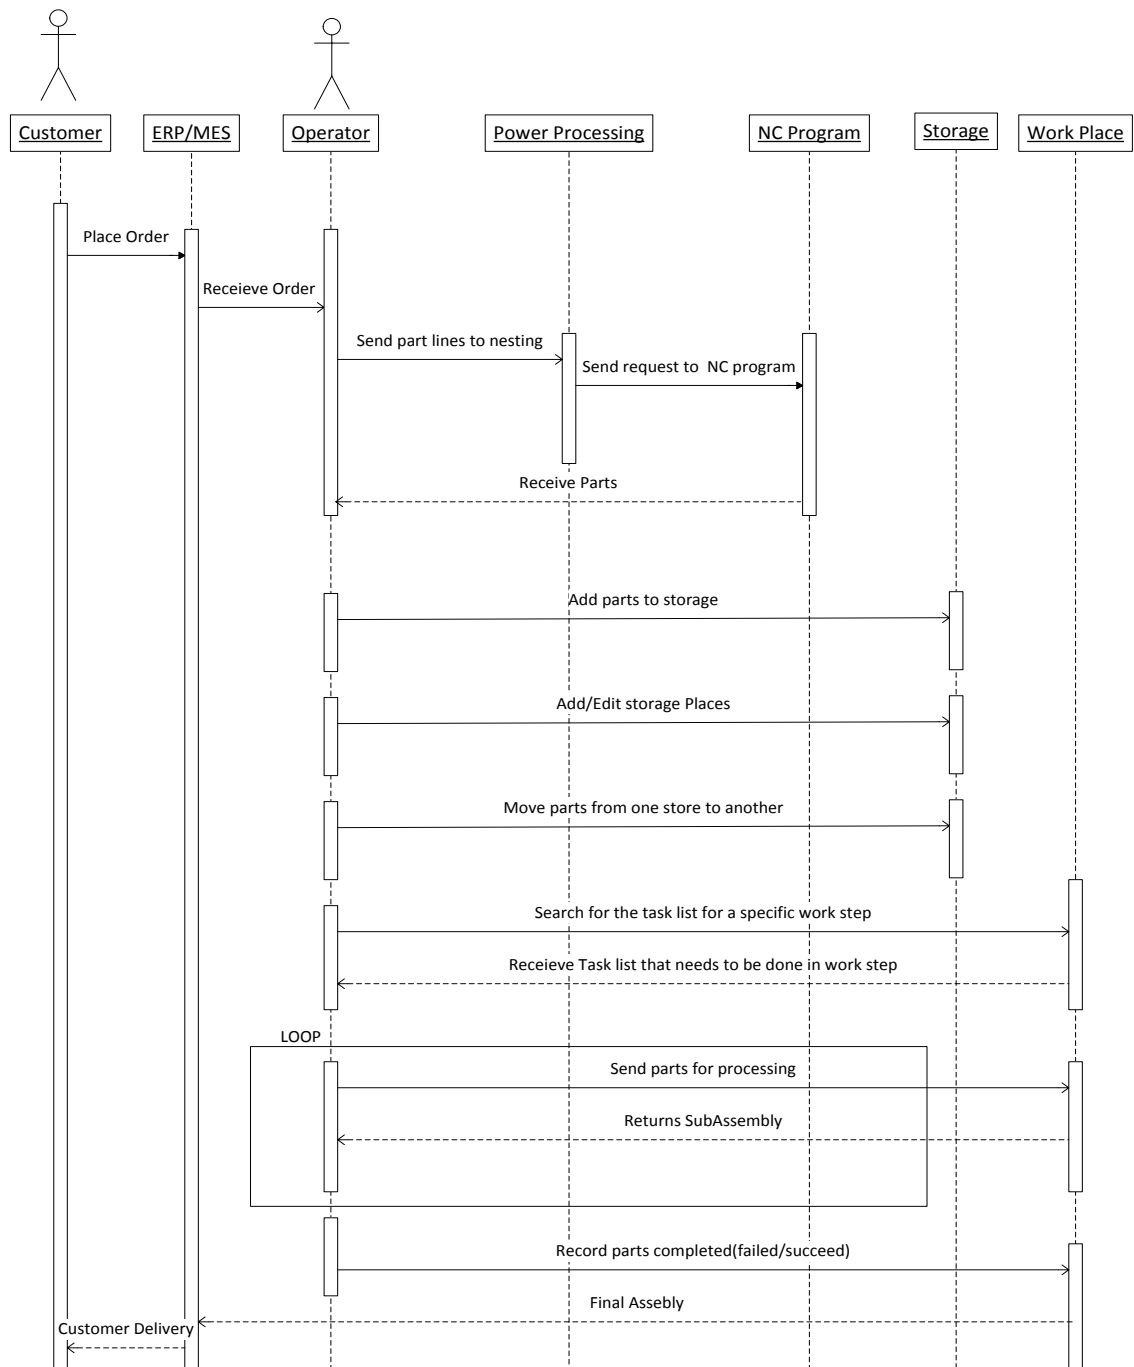 Customer
ERP/MES
Operator
Power Processing
NC Program
Storage
Work Place
Place Order
Receieve Order
Send part lines to nesting
Send request to  NC program
Receive Parts
Add parts to storage
Add/Edit storage Places
Move parts from one store to another
Search for the task list for a specific work step
Receieve Task list that needs to be done in work step
LOOP
Send parts for processing
Returns SubAssembly
Record parts completed(failed/succeed)
Final Assebly
Customer Delivery